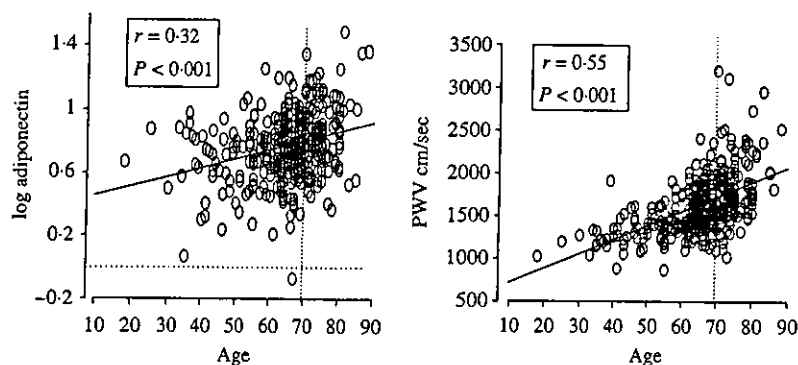 r = 0·32
P < 0·001
log adiponectin
1·4
1
0·6
0·2
–0·2
10 20 30 40 50 60 70 80 90
Age
r = 0·55
P < 0·001
PWV cm/sec
3500
3000
2500
2000
1500
1000
500
10 20 30 40 50 60 70 80 90
Age